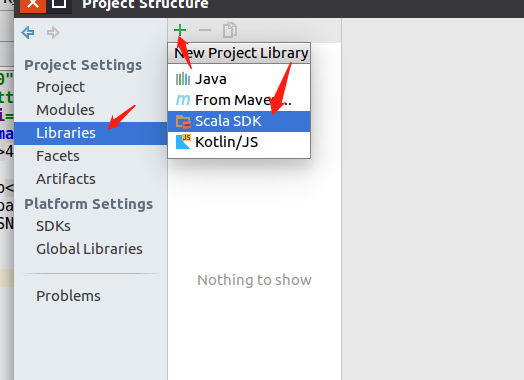 Project Structure
New Project Library
Project Settings
Project
Modules
Libraries
Facets
Artifacts
Platform Settings
SDKs
Global Libraries
Problems
Java
From Maven...
Scala SDK
Kotlin/JS
Nothing to show